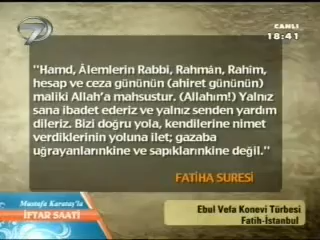 7
CANLI
18:41
"Hamd, Âlemlerin Rabbi, Rahmân, Rahîm,
hesap ve ceza gününün (ahiret gününün)
maliki Allah'a mahsustur. (Allahım!) Yalnız
sana ibadet ederiz ve yalnız senden yardım
dileriz. Bizi doğru yola, kendilerine nimet
verdiklerinin yoluna ilet; gazaba
uğrayanlarınkine ve sapıklarınkine değil."
FATİHA SURESİ
Mustafa Karataş'la
İFTAR SAATİ
Ebul Vefa Konevi Türbesi
Fatih-İstanbul